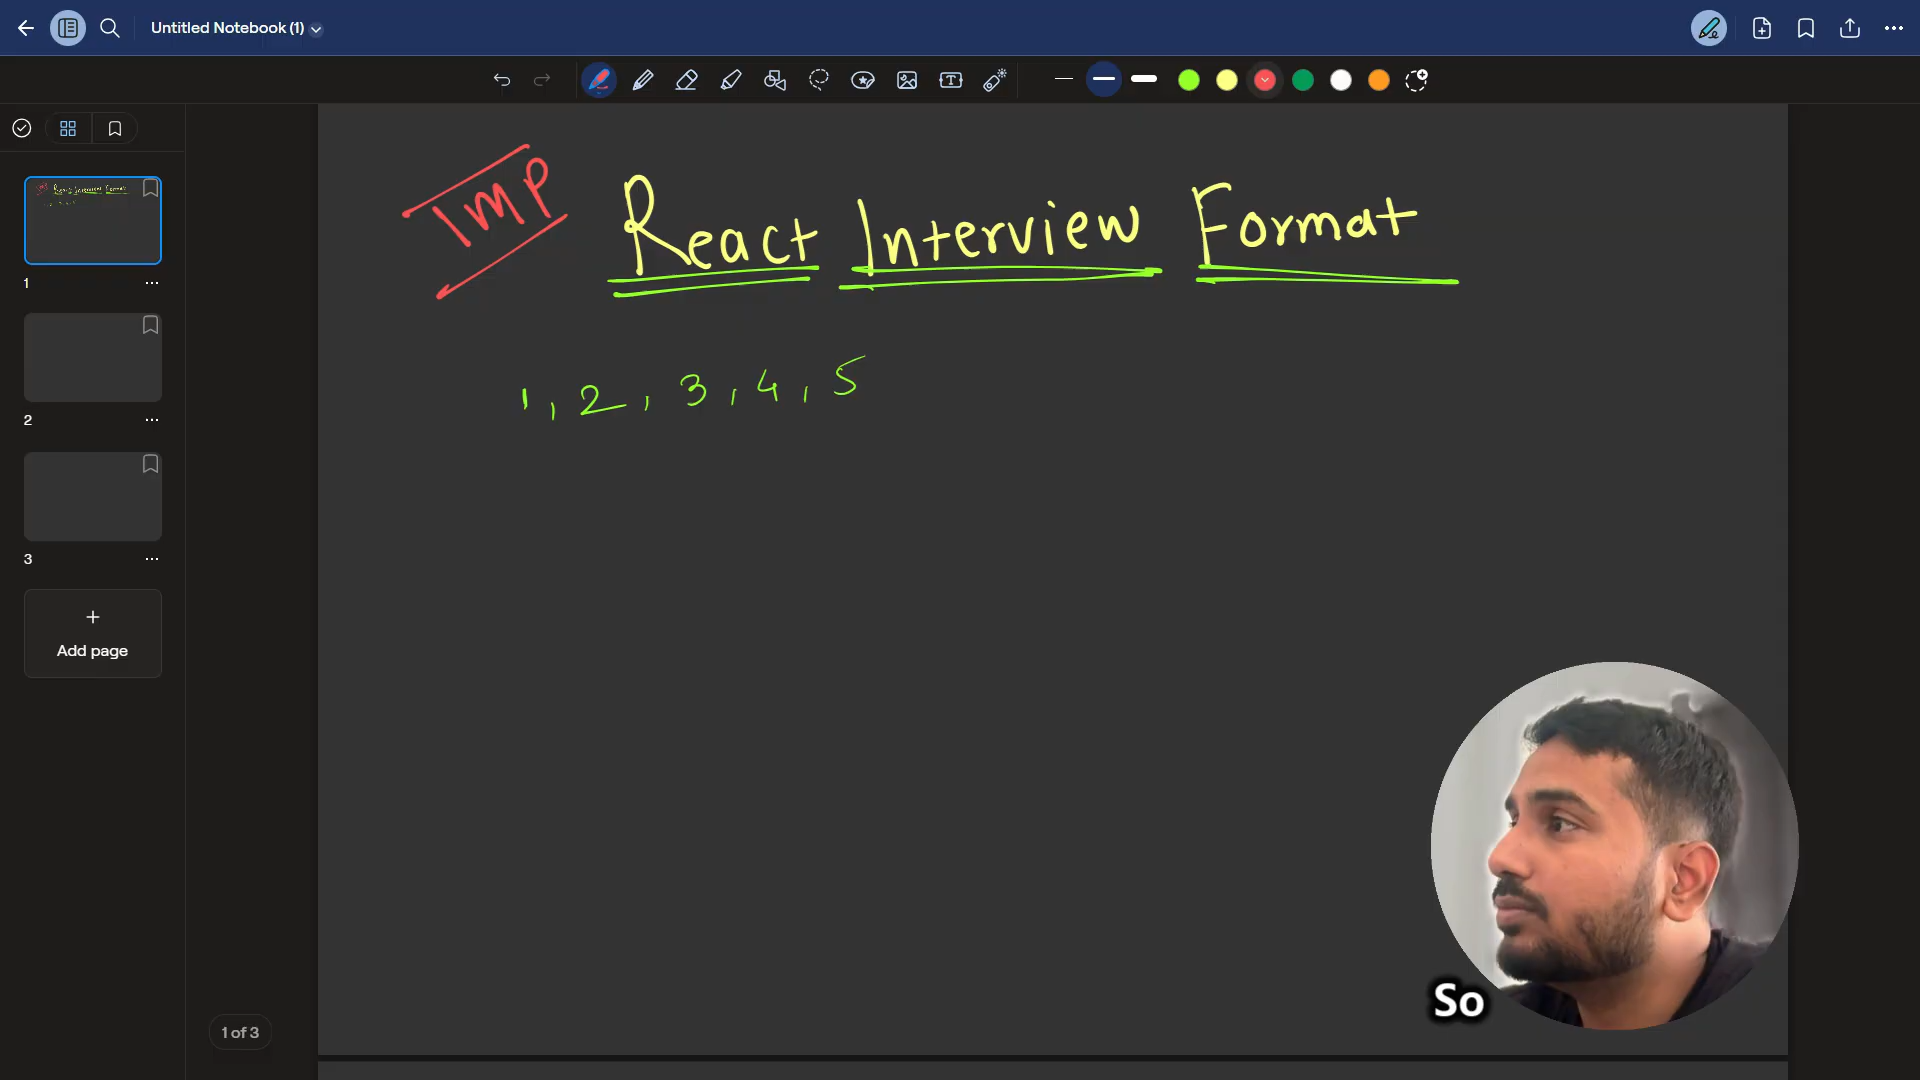 Untitled Notebook (1)
IMP
React Interview Format
1, 2, 3, 4, 5
1
2
3
Add page
1 of 3
So